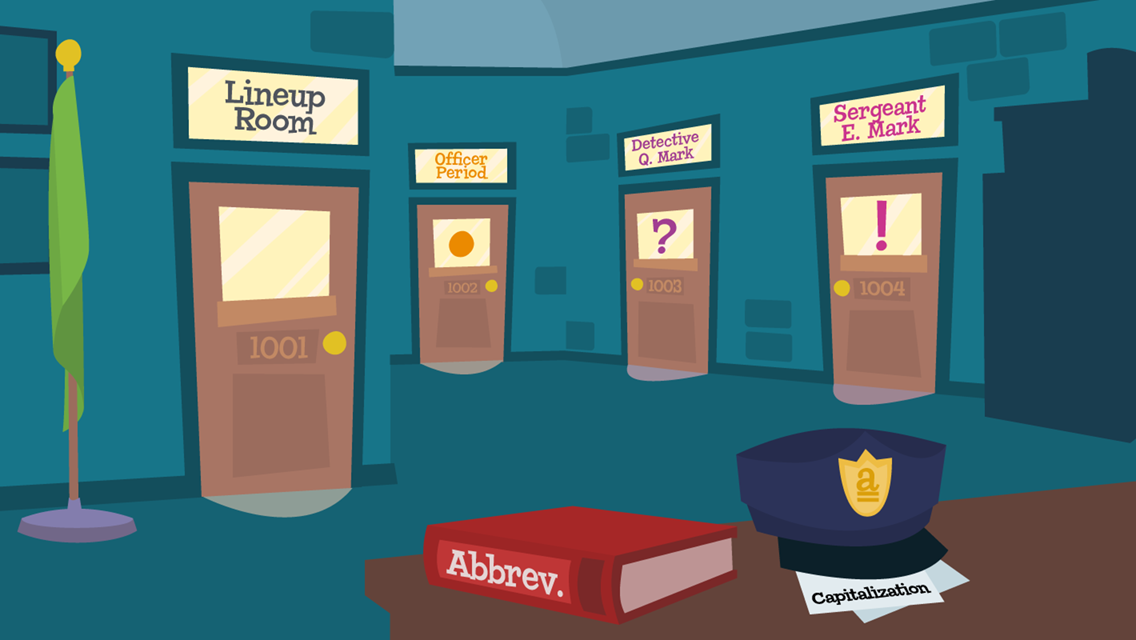 Lineup
Room
Officer
Period
Detective
Q. Mark
Sergeant
E. Mark
?
!
1001
1002
1003
1004
a
Abbrev.
Capitalization